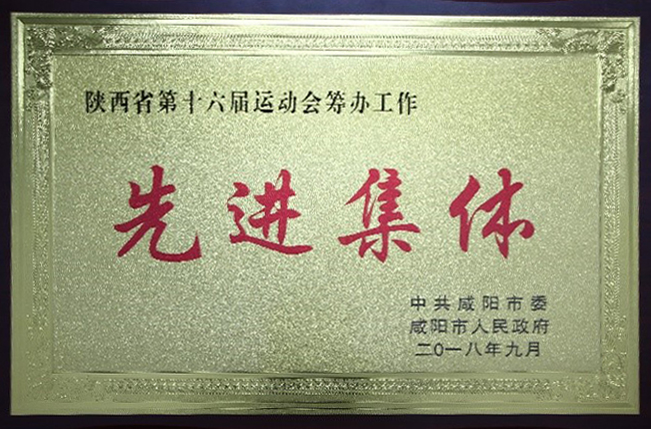 陕西省第十六届运动会筹办工作
先进集体
中共咸阳市委
咸阳市人民政府
二〇一八年九月